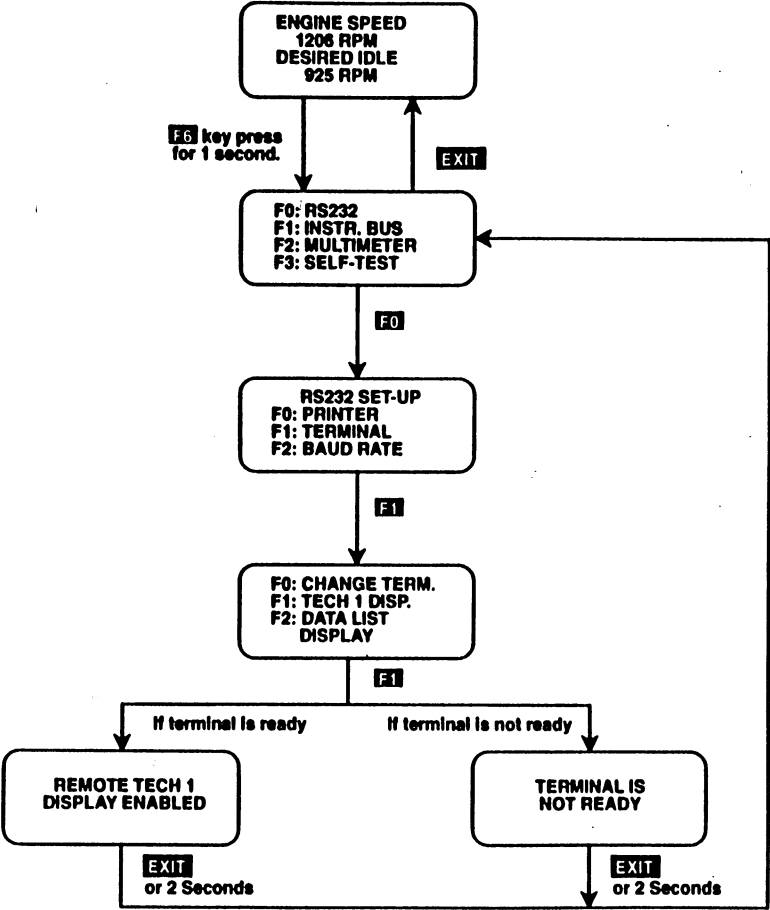 ENGINE SPEED
1206 RPM
DESIRED IDLE
925 RPM
F6 key press
for 1 second.
EXIT
F0: RS232
F1: INSTR. BUS
F2: MULTIMETER
F3: SELF-TEST
F0
RS232 SET-UP
F0: PRINTER
F1: TERMINAL
F2: BAUD RATE
F1
F0: CHANGE TERM.
F1: TECH 1 DISP.
F2: DATA LIST
DISPLAY
F1
If terminal is ready
If terminal is not ready
REMOTE TECH 1
DISPLAY ENABLED
TERMINAL IS
NOT READY
EXIT
or 2 Seconds
EXIT
or 2 Seconds